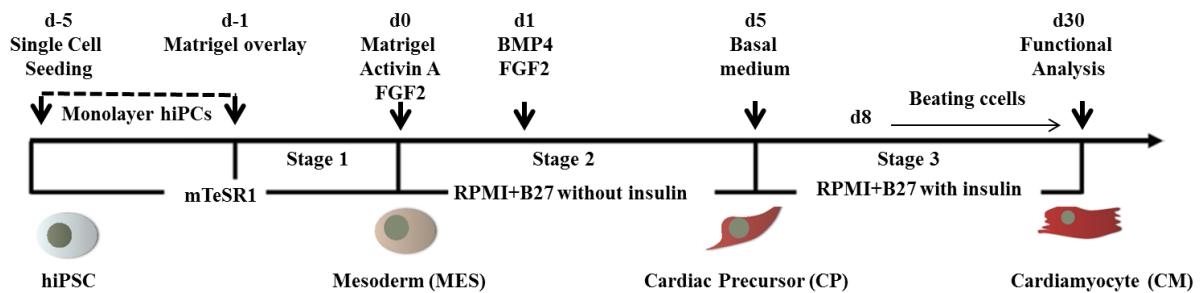 d-5
Single Cell
Seeding
d-1
Matrigel overlay
d0
Matrigel
Activin A
FGF2
d1
BMP4
FGF2
d5
Basal
medium
d30
Functional
Analysis
Monolayer hiPCs
d8
Beating ccells
Stage 1
Stage 2
Stage 3
mTeSR1
RPMI+B27 without insulin
RPMI+B27 with insulin
hiPSC
Mesoderm (MES)
Cardiac Precursor (CP)
Cardiamyocyte (CM)